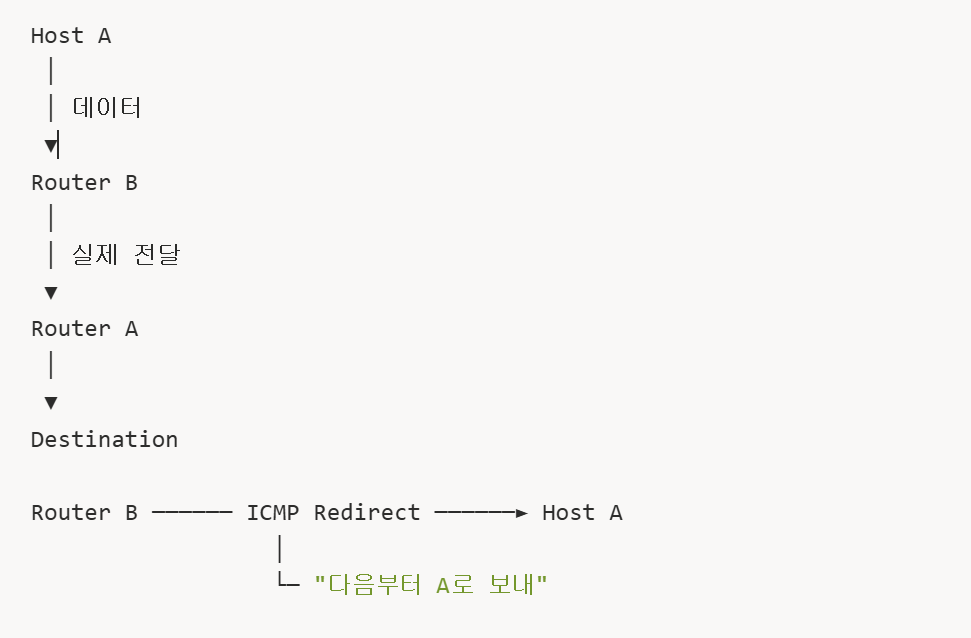 Host A
│
│ 데이터
▼
Router B
│
│ 실제 전달
▼
Router A
│
▼
Destination
Router B ────── ICMP Redirect ──────► Host A
│
└─ "다음부터 A로 보내"